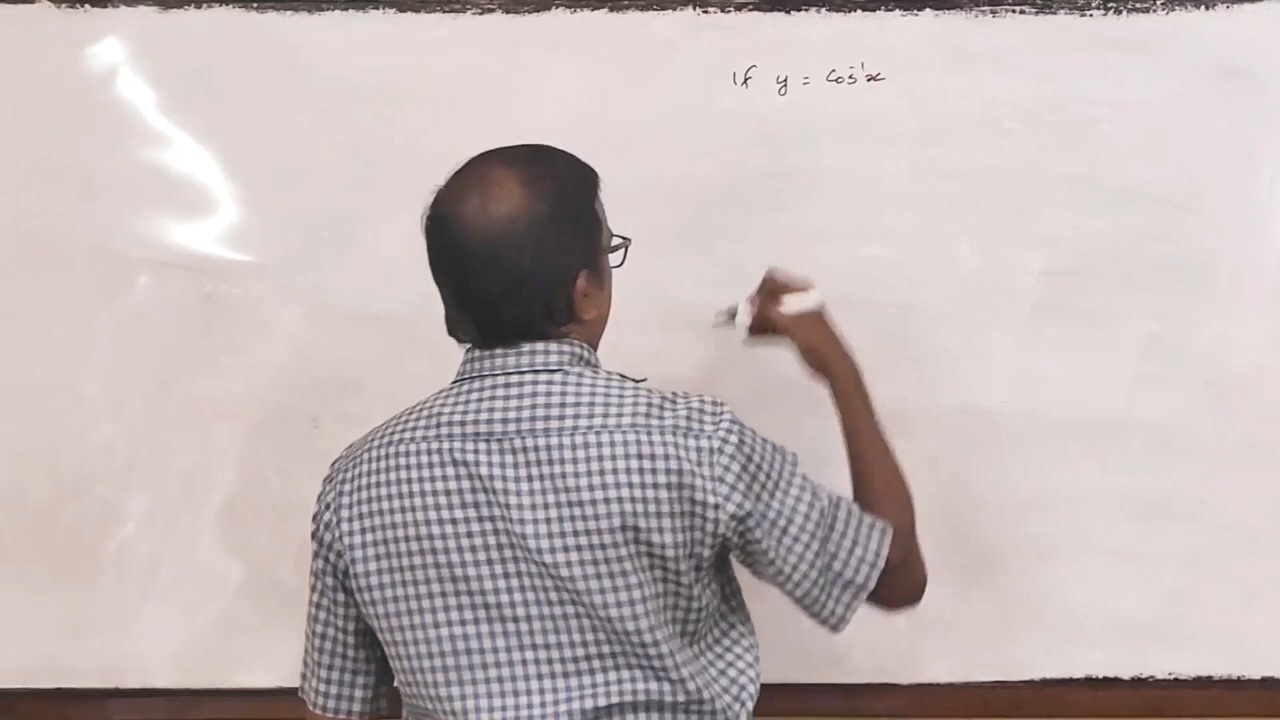 If y = cos⁻¹x